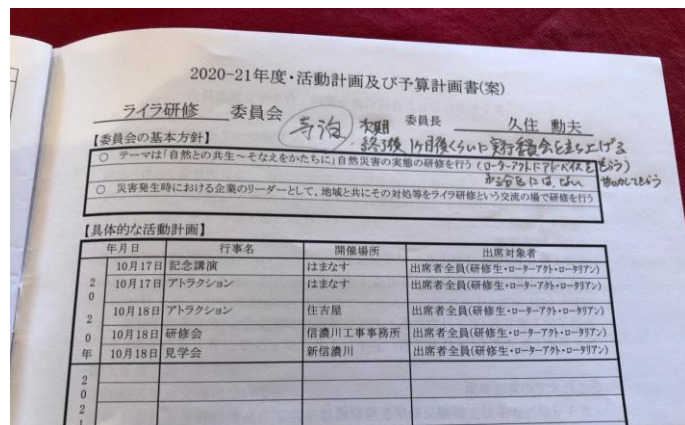 2020-21年度・活動計画及び予算計画書(案)
ライラ研修 委員会 寺泊 次期 委員長 久住 勳夫
終了後 1ヶ月後くらいに実行委員会を立ち上げる
【委員会の基本方針】
○ テーマは「自然との共生~そなえをかたちに」自然災害の実態の研修を行う(ローターアクトにアドバイスをもらう)
協力してもらう
○ 災害発生時における企業のリーダーとして、地域と共にその対処等をライラ研修という交流の場で研修を行う
【具体的な活動計画】
年月日 行事名 開催場所 出席対象者
10月17日 記念講演 はまなす 出席者全員(研修生・ローターアクト・ロータリアン)
2 10月17日 アトラクション はまなす 出席者全員(研修生・ローターアクト・ロータリアン)
0
2 10月18日 アトラクション 住吉屋 出席者全員(研修生・ローターアクト・ロータリアン)
0 10月18日 研修会 信濃川工事事務所 出席者全員(研修生・ローターアクト・ロータリアン)
年 10月18日 見学会 新信濃川 出席者全員(研修生・ローターアクト・ロータリアン)
2
0
2
1